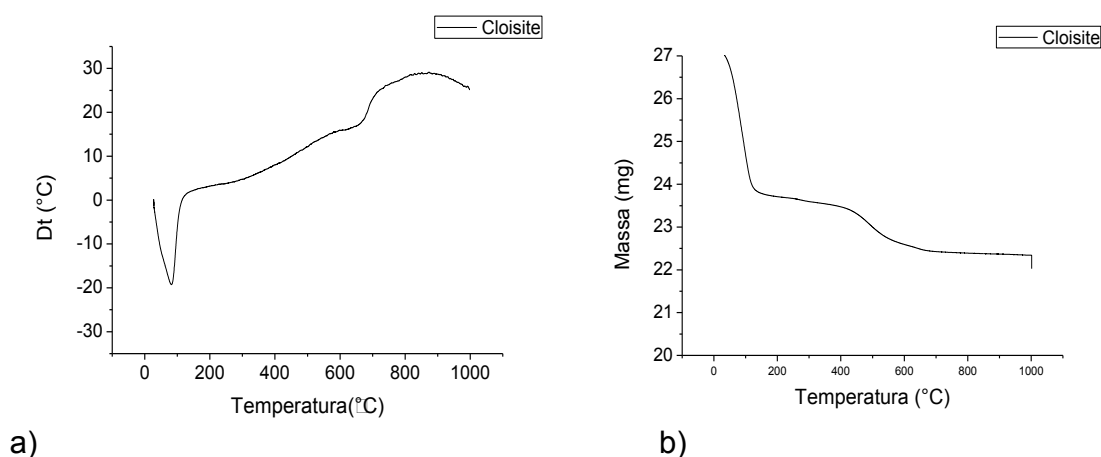 Cloisite
30
20
10
0
-10
-20
-30
Dt (°C)
0 200 400 600 800 1000
Temperatura(°C)
a)
Cloisite
27
26
25
24
23
22
21
20
Massa (mg)
0 200 400 600 800 1000
Temperatura (°C)
b)